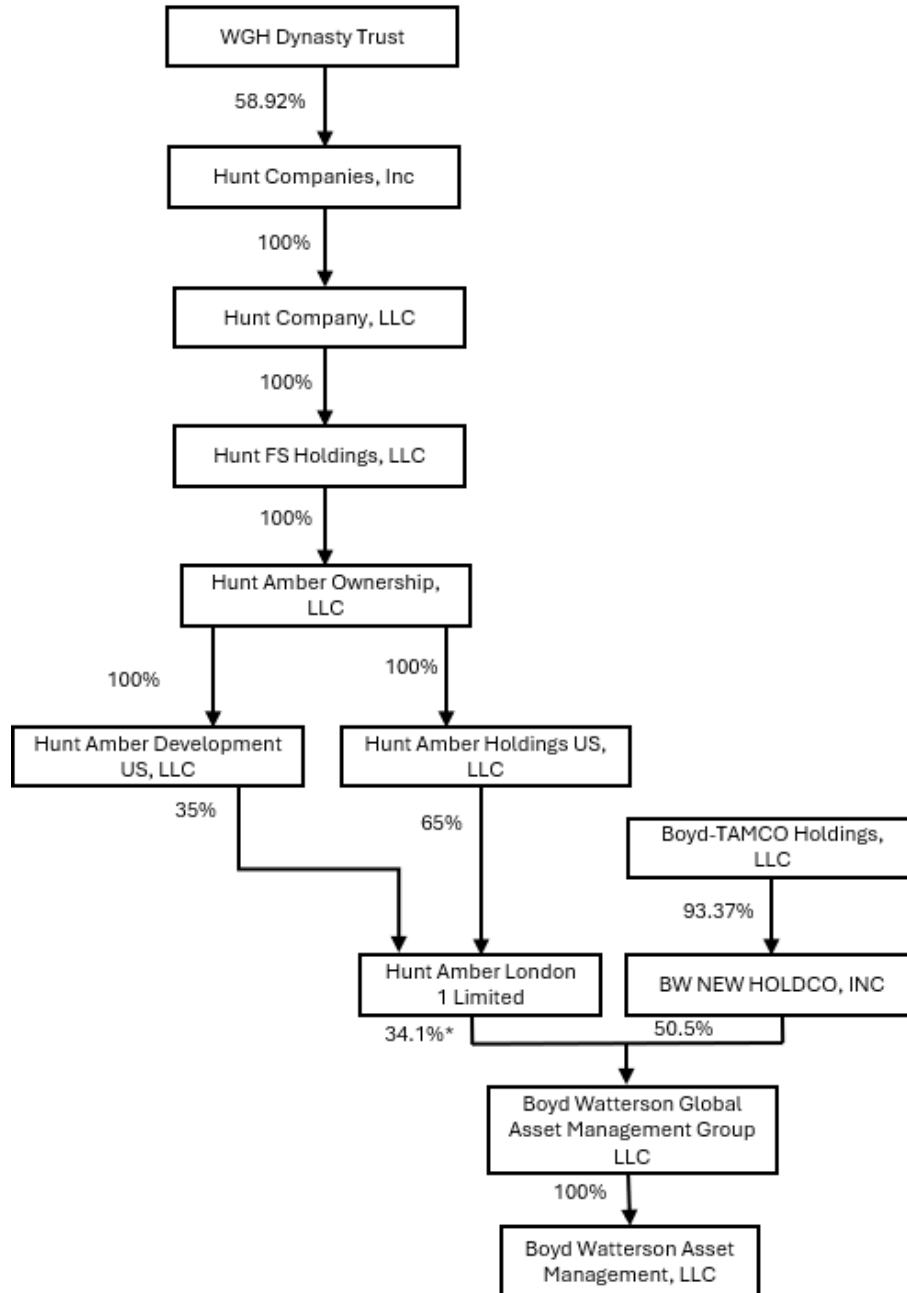 WGH Dynasty Trust
58.92%
Hunt Companies, Inc
100%
Hunt Company, LLC
100%
Hunt FS Holdings, LLC
100%
Hunt Amber Ownership,
LLC
100%
100%
Hunt Amber Development
US, LLC
Hunt Amber Holdings US,
LLC
35%
65%
Boyd-TAMCO Holdings,
LLC
93.37%
Hunt Amber London
1 Limited
BW NEW HOLDCO, INC
34.1%*
50.5%
Boyd Watterson Global
Asset Management Group
LLC
100%
Boyd Watterson Asset
Management, LLC